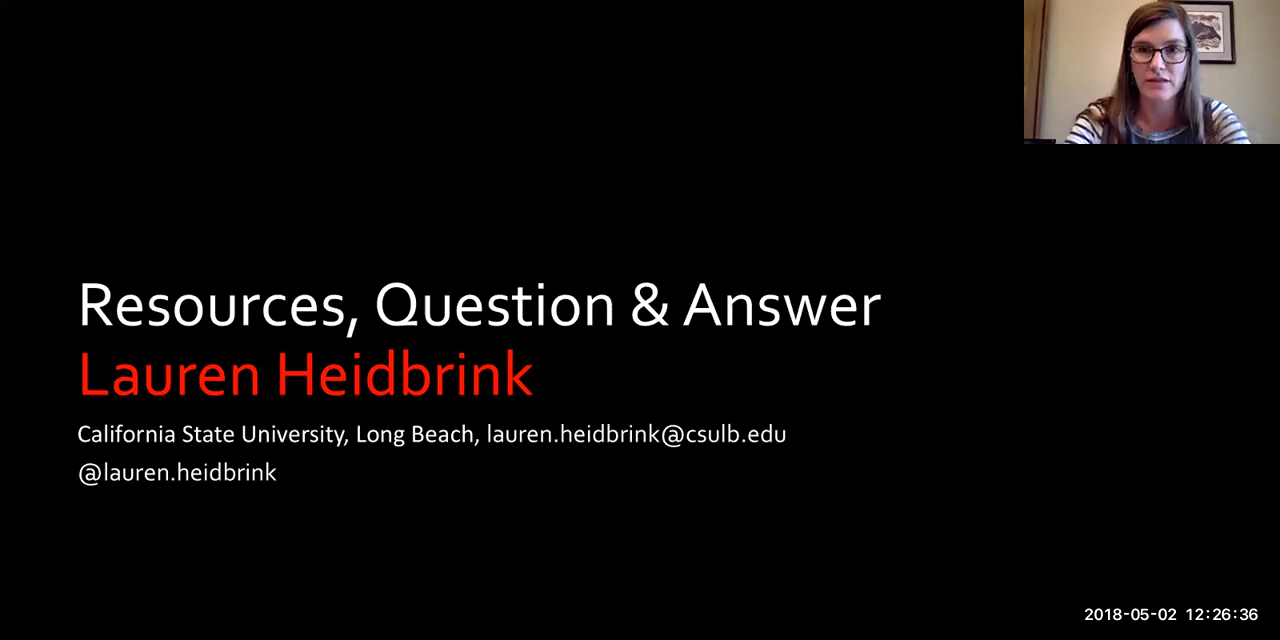 Resources, Question & Answer
Lauren Heidbrink
California State University, Long Beach, lauren.heidbrink@csulb.edu
@lauren.heidbrink
2018-05-02 12:26:36